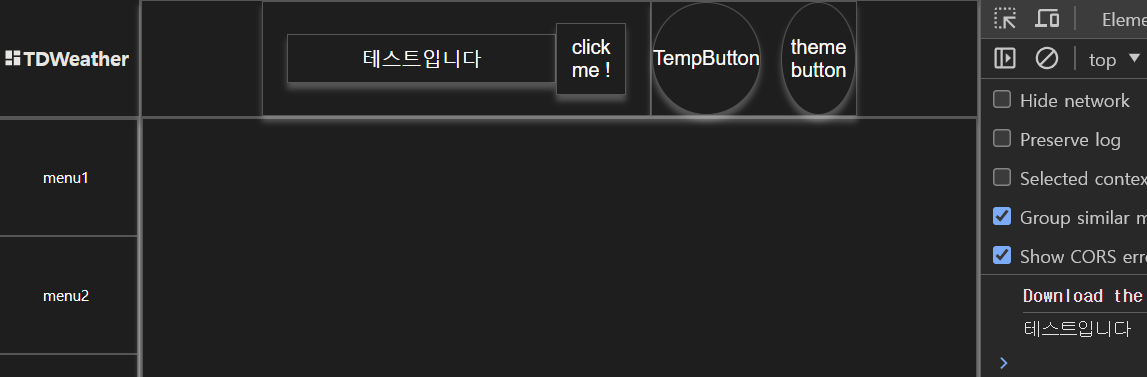 TDWeather
테스트입니다
click
me !
TempButton
theme
button
menu1
menu2
Eleme
top
Hide network
Preserve log
Selected contex
Group similar m
Show CORS erro
Download the
테스트입니다